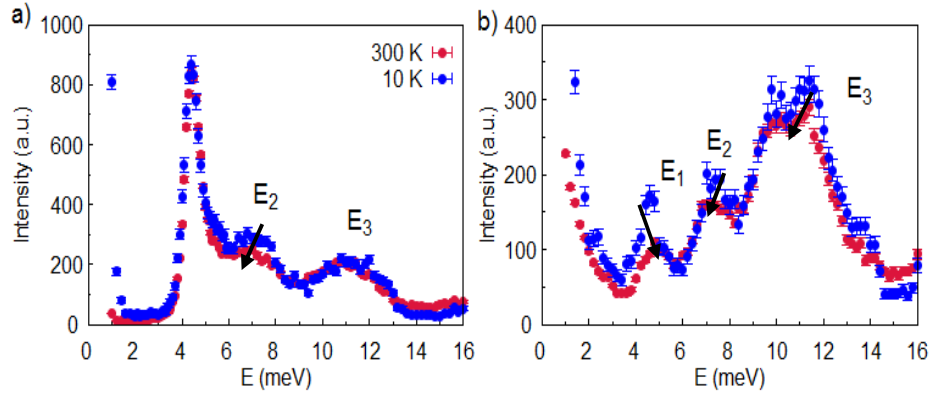 a)
1000
800
600
400
200
0
Intensity (a.u.)
300 K
10 K
E2
E3
0 2 4 6 8 10 12 14 16
E (meV)
b)
400
300
200
100
0
Intensity (a.u.)
E1
E2
E3
0 2 4 6 8 10 12 14 16
E (meV)